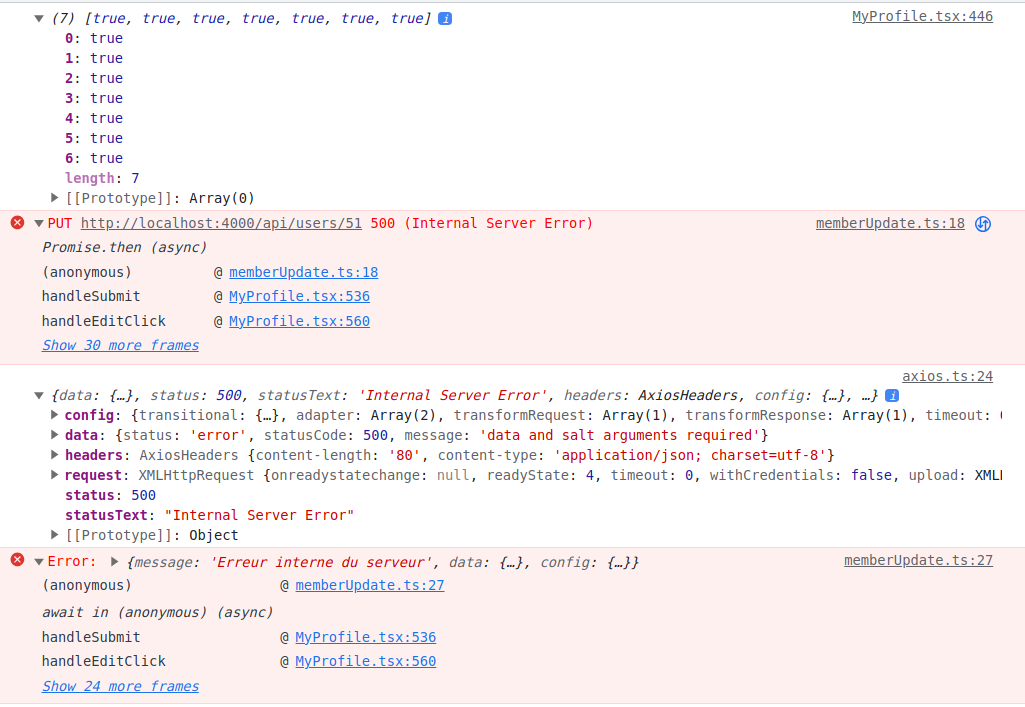 ▼ (7) [true, true, true, true, true, true, true] i MyProfile.tsx:446
0: true
1: true
2: true
3: true
4: true
5: true
6: true
length: 7
▶ [[Prototype]]: Array(0)
▼ PUT http://localhost:4000/api/users/51 500 (Internal Server Error) memberUpdate.ts:18
Promise.then (async)
(anonymous) @ memberUpdate.ts:18
handleSubmit @ MyProfile.tsx:536
handleEditClick @ MyProfile.tsx:560
Show 30 more frames
axios.ts:24
▼ {data: {…}, status: 500, statusText: 'Internal Server Error', headers: AxiosHeaders, config: {…}, …} i
▶ config: {transitional: {…}, adapter: Array(2), transformRequest: Array(1), transformResponse: Array(1), timeout:
▶ data: {status: 'error', statusCode: 500, message: 'data and salt arguments required'}
▶ headers: AxiosHeaders {content-length: '80', content-type: 'application/json; charset=utf-8'}
▶ request: XMLHttpRequest {onreadystatechange: null, readyState: 4, timeout: 0, withCredentials: false, upload:
status: 500
statusText: "Internal Server Error"
▶ [[Prototype]]: Object
▼ Error: ▶ {message: 'Erreur interne du serveur', data: {…}, config: {…}} memberUpdate.ts:27
(anonymous) @ memberUpdate.ts:27
await in (anonymous) (async)
handleSubmit @ MyProfile.tsx:536
handleEditClick @ MyProfile.tsx:560
Show 24 more frames